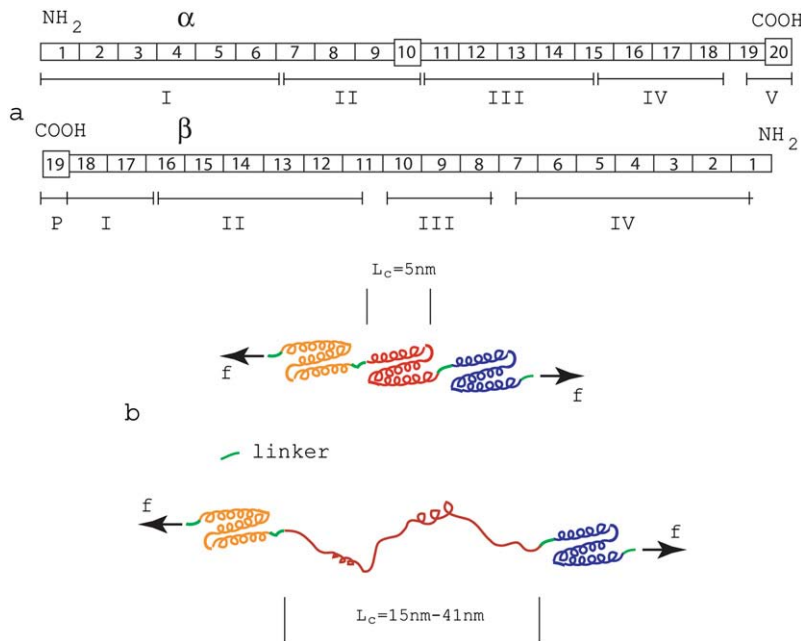 NH2 α COOH
1 2 3 4 5 6 7 8 9 10 11 12 13 14 15 16 17 18 19 20
I II III IV V
a
COOH β NH2
19 18 17 16 15 14 13 12 11 10 9 8 7 6 5 4 3 2 1
P I II III IV
Lc=5nm
f f
b
linker
f f
Lc=15nm-41nm